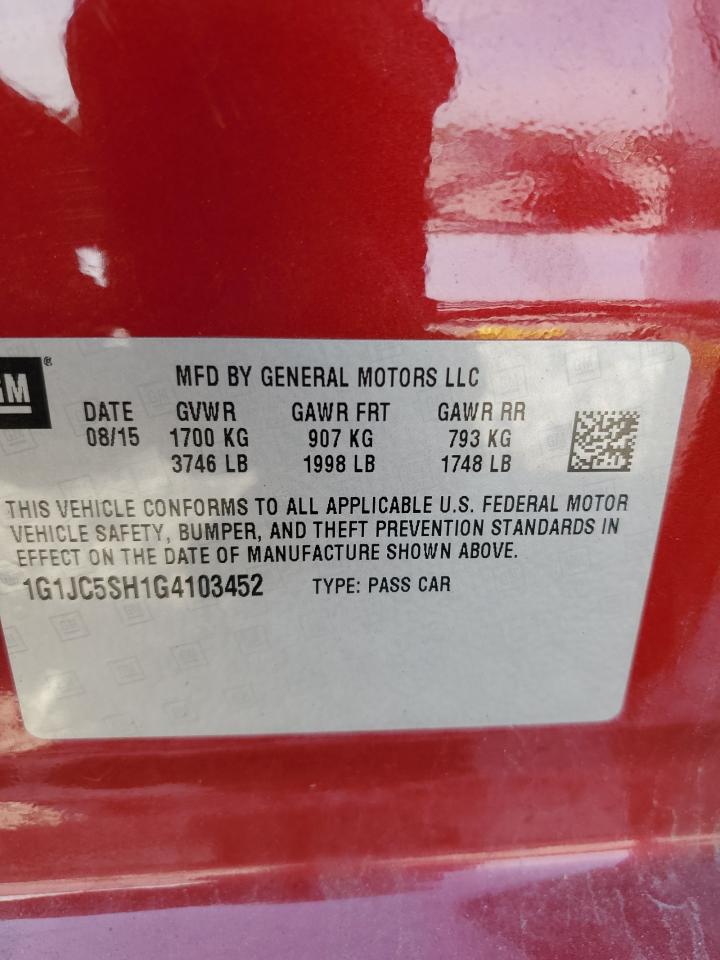 GM®
MFD BY GENERAL MOTORS LLC
DATE GVWR GAWR FRT GAWR RR
08/15 1700 KG 907 KG 793 KG
3746 LB 1998 LB 1748 LB
THIS VEHICLE CONFORMS TO ALL APPLICABLE U.S. FEDERAL MOTOR
VEHICLE SAFETY, BUMPER, AND THEFT PREVENTION STANDARDS IN
EFFECT ON THE DATE OF MANUFACTURE SHOWN ABOVE.
1G1JC5SH1G4103452 TYPE: PASS CAR